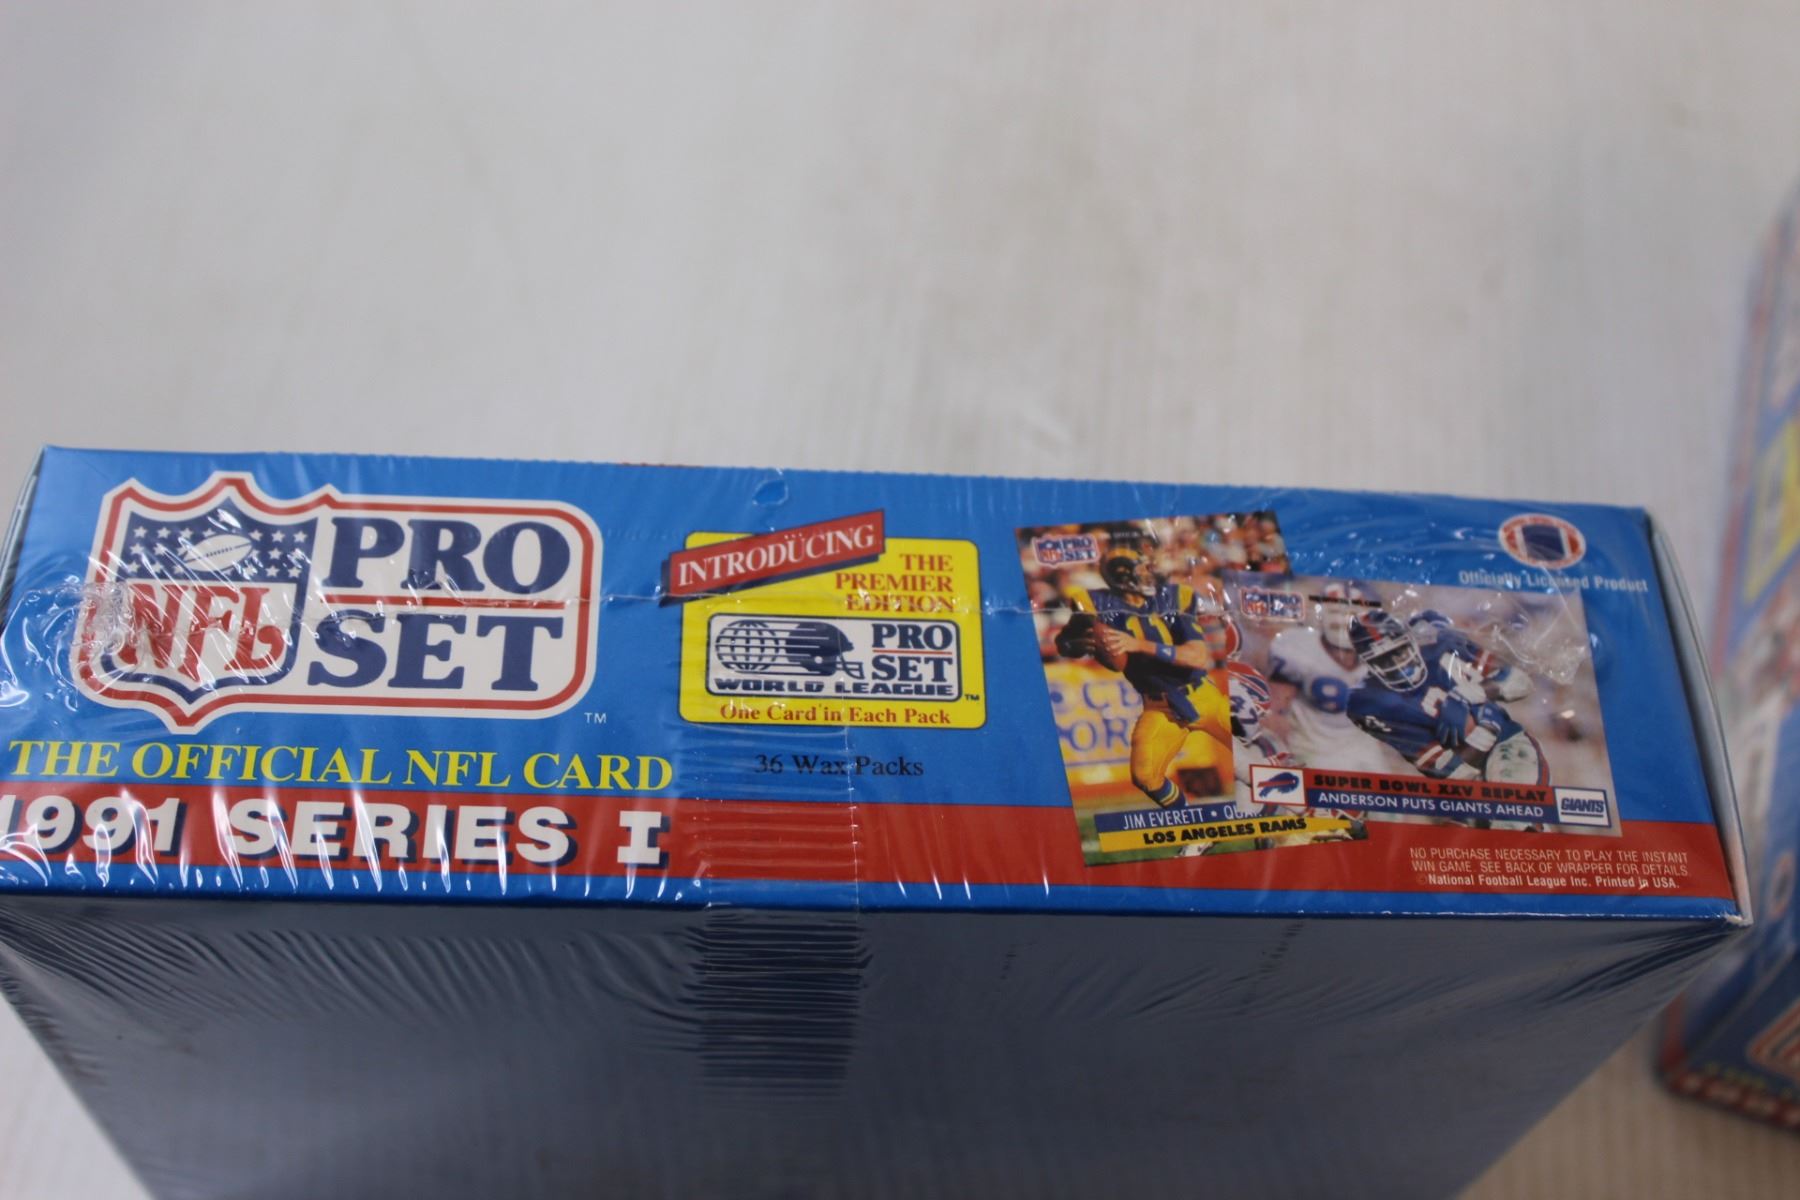 PRO
SET
NFL
TM
THE OFFICIAL NFL CARD
1991 SERIES I
INTRODUCING
THE
PREMIER
EDITION
PRO
SET
WORLD LEAGUE
TM
One Card in Each Pack
36 Wax Packs
PRO
SET
JIM EVERETT •
LOS ANGELES RAMS
PRO
SET
11
SUPER BOWL XXV REPLAY
ANDERSON PUTS GIANTS AHEAD
GIANTS
Officially Licensed Product
NO PURCHASE NECESSARY TO PLAY THE INSTANT
WIN GAME. SEE BACK OF WRAPPER FOR DETAILS.
©National Football League Inc. Printed in USA.